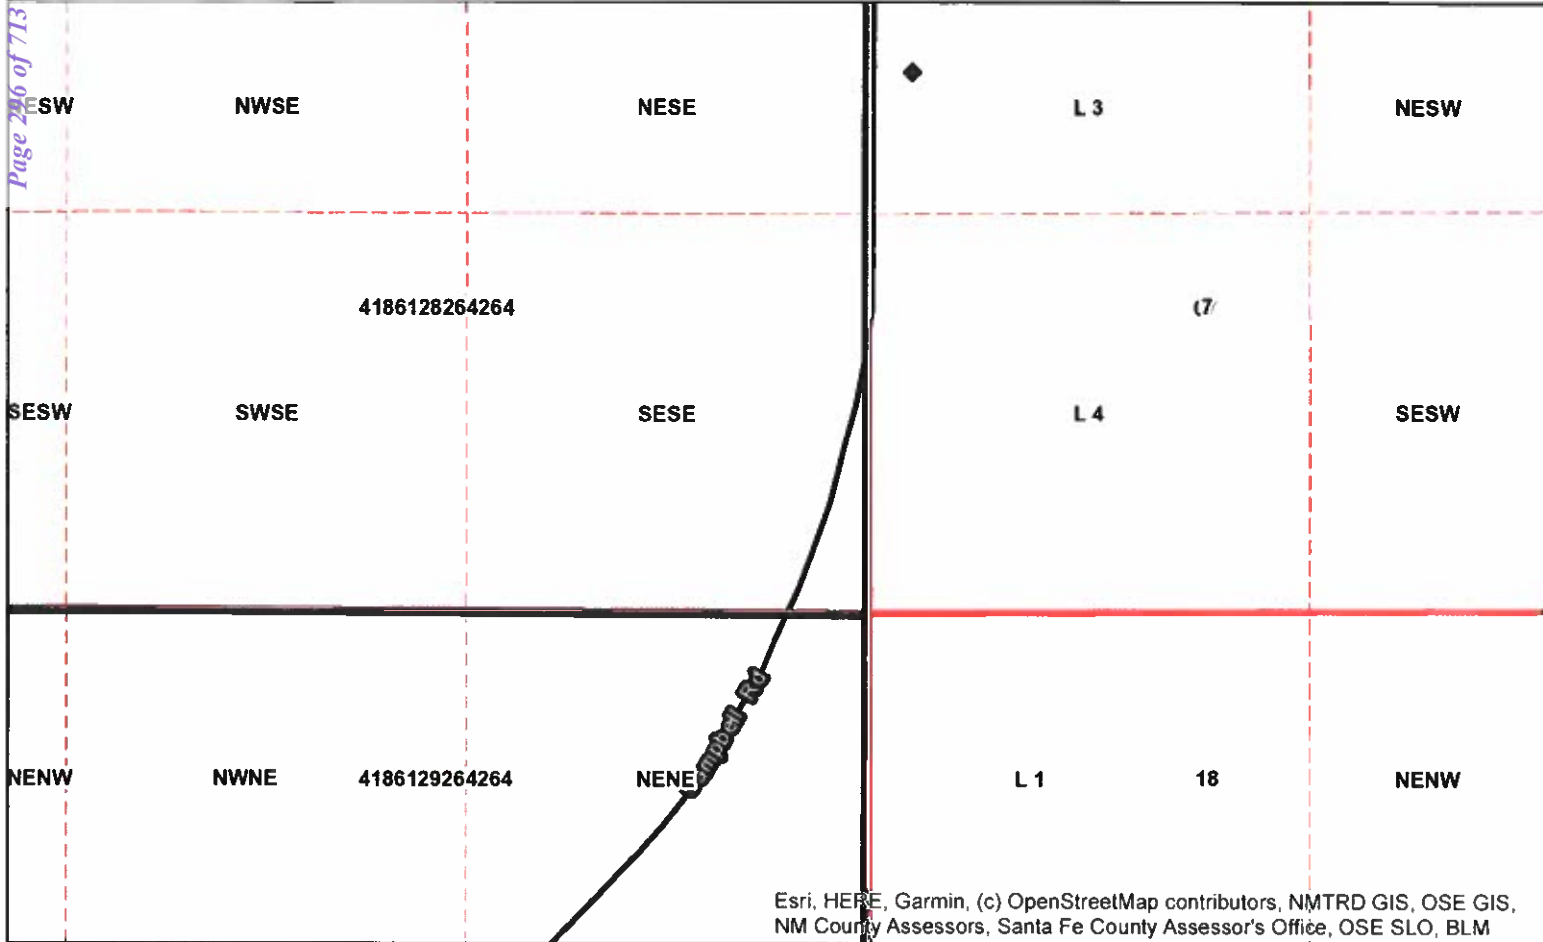 Page 296 of 713
SESW NWSE NESE L 3 NESW
4186128264264 (7
SESW SWSE SESE L 4 SESW
Campbell Rd
NENW NWNE 4186129264264 NENE L 1 18 NENW
Esri, HERE, Garmin, (c) OpenStreetMap contributors, NMTRD GIS, OSE GIS,
NM County Assessors, Santa Fe County Assessor's Office, OSE SLO, BLM